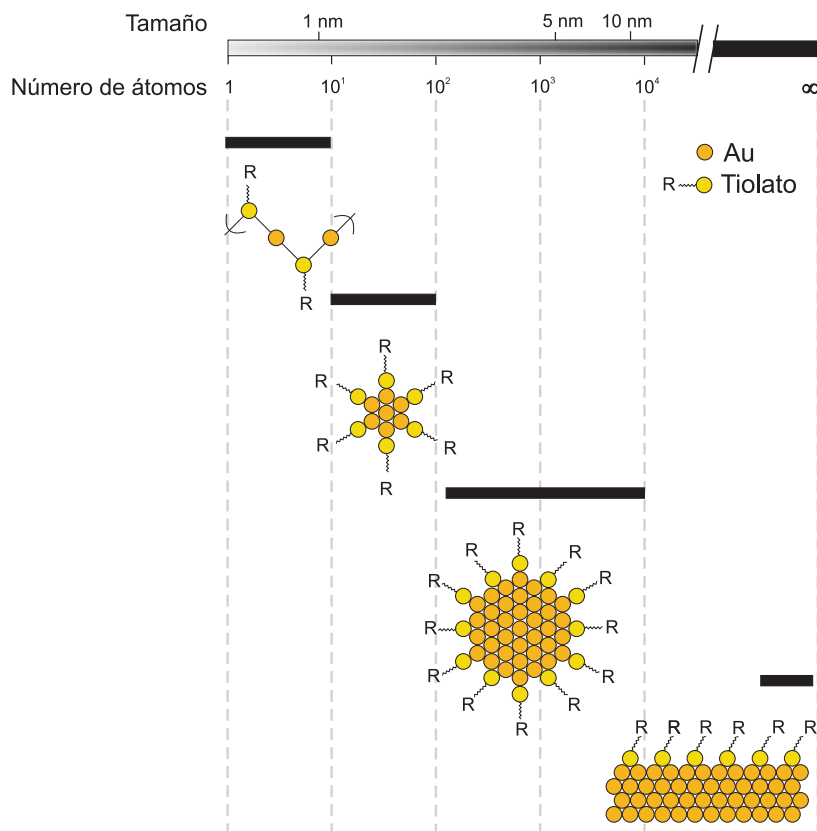 Tamaño 1 nm 5 nm 10 nm
Número de átomos 1 10¹ 10² 10³ 10⁴ ∞
Au
R Tiolato
R
R
R
R R
R R
R
R
R R
R R
R R
R R
R R
R
R R R R R R